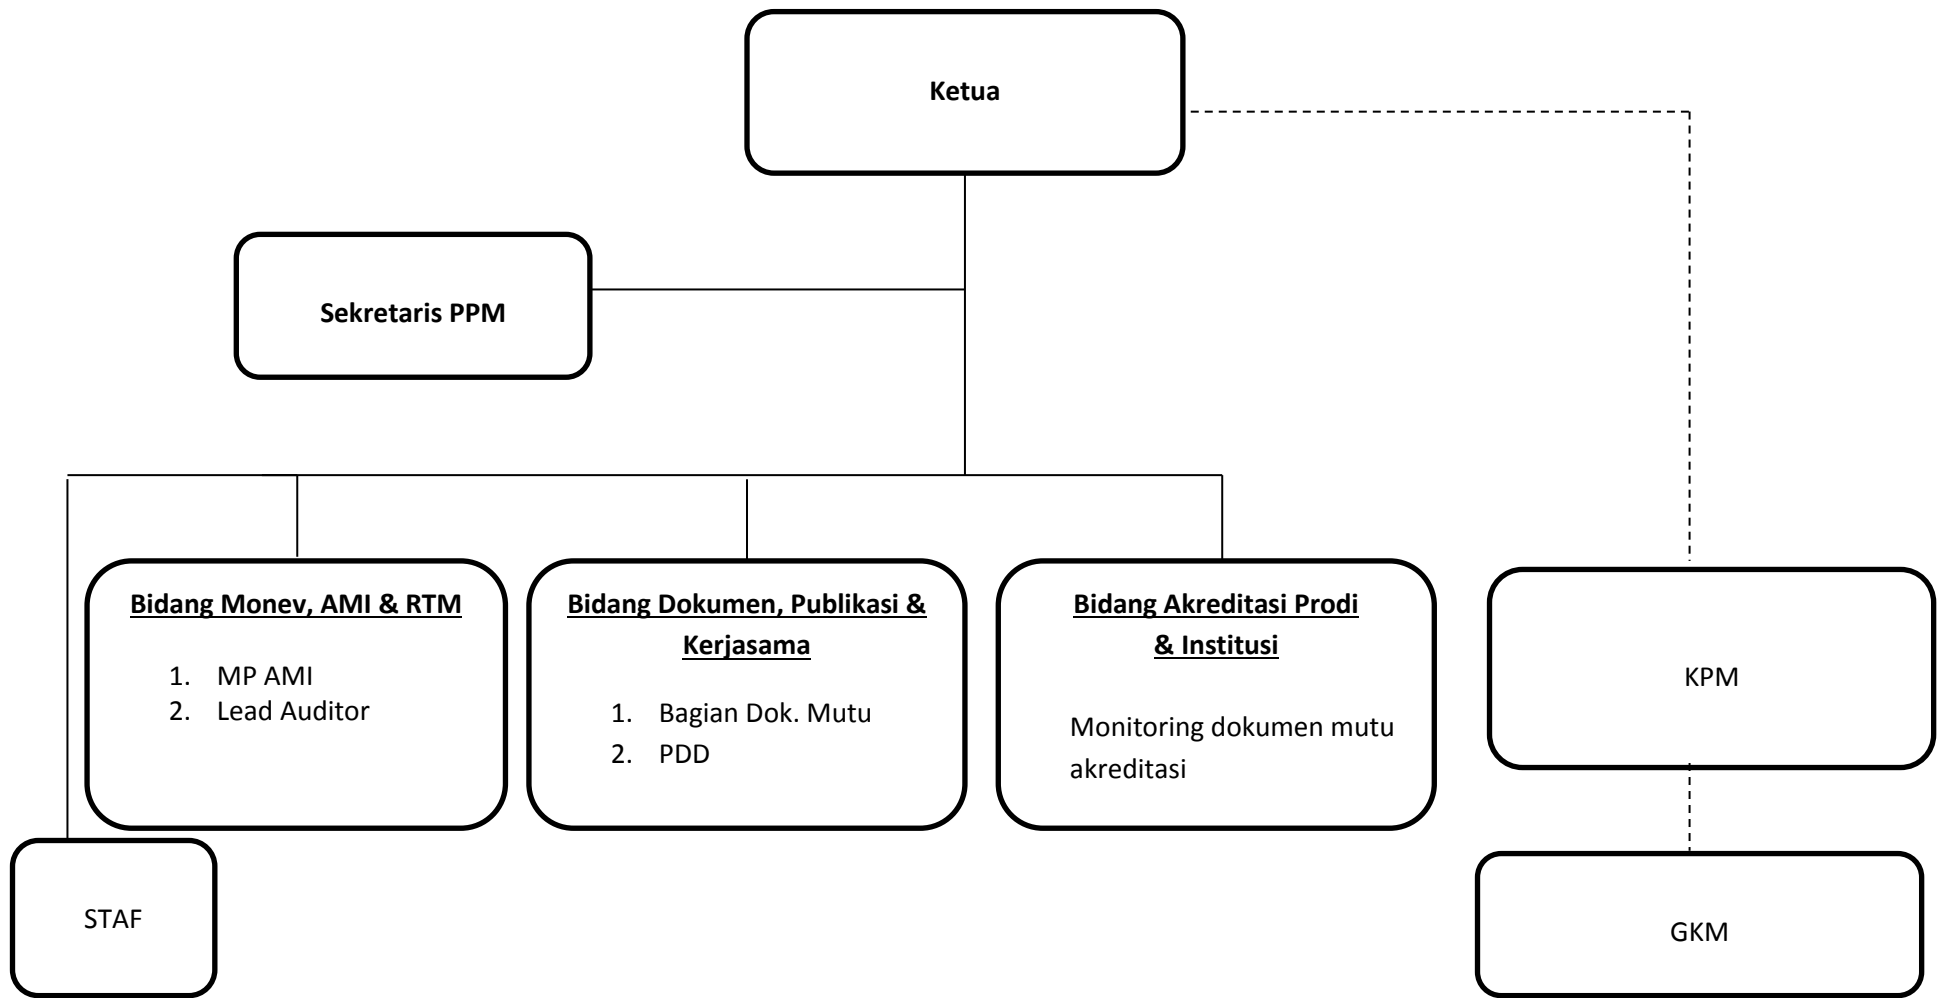 Ketua
Sekretaris PPM
Bidang Monev, AMI & RTM
1. MP AMI
2. Lead Auditor
Bidang Dokumen, Publikasi &
Kerjasama
1. Bagian Dok. Mutu
2. PDD
Bidang Akreditasi Prodi
& Institusi
Monitoring dokumen mutu
akreditasi
KPM
STAF
GKM